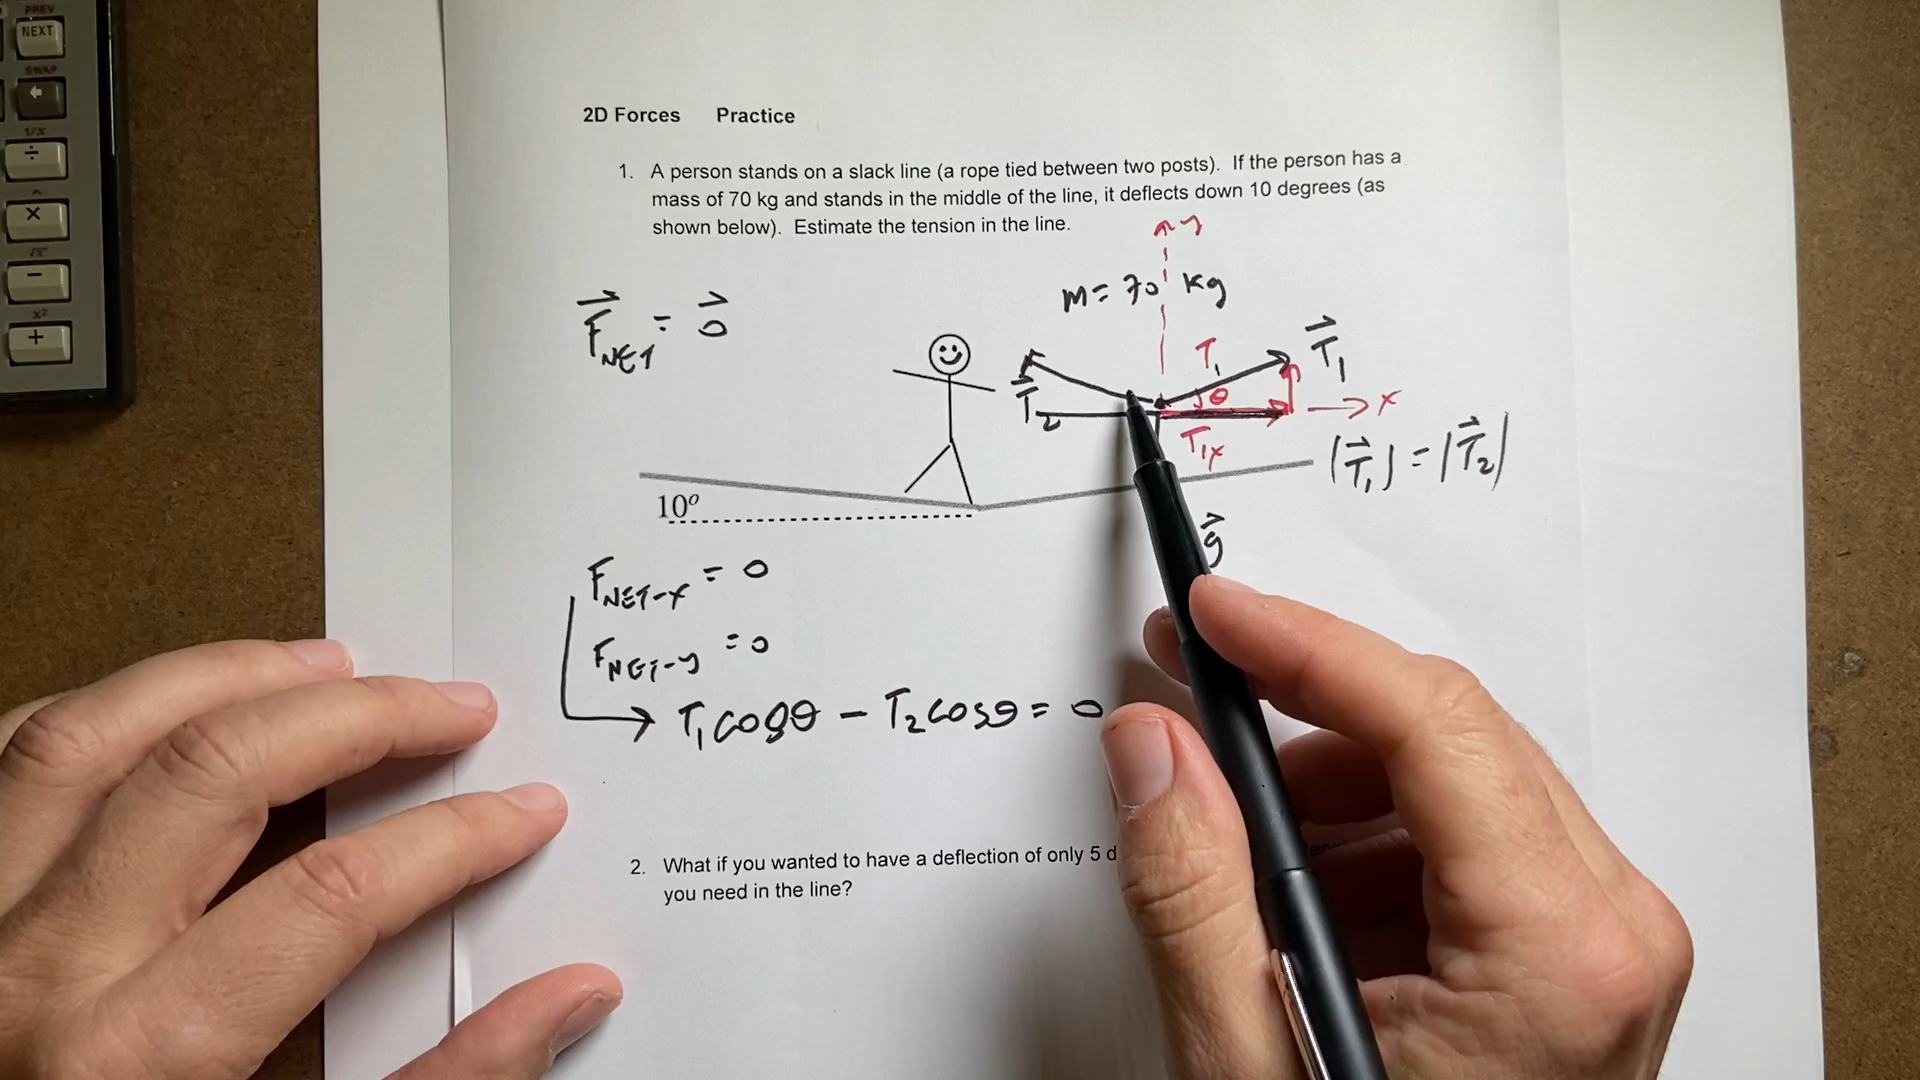 PREV
NEXT
SWAP
1/X
÷
×
√x
−
x²
+
2D Forces Practice
1. A person stands on a slack line (a rope tied between two posts). If the person has a
mass of 70 kg and stands in the middle of the line, it deflects down 10 degrees (as
shown below). Estimate the tension in the line.
y
m = 70 kg
F⃗NET = 0⃗
T⃗1
T1
θ
T⃗2
x
T1x
|T⃗1| = |T⃗2|
10°
g⃗
FNET-x = 0
FNET-y = 0
T1cosθ − T2cosθ = 0
2. What if you wanted to have a deflection of only 5 d
you need in the line?